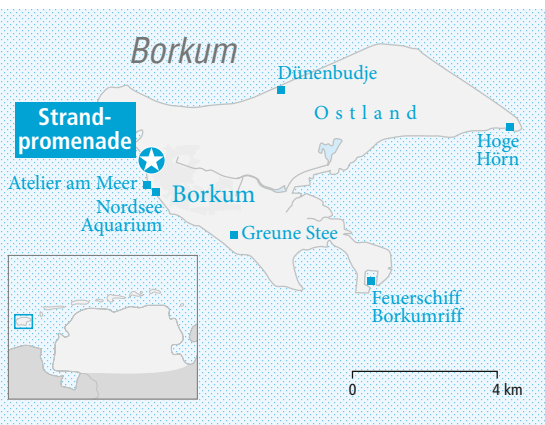 Borkum
Dünenbudje
Ostland
Strand-
promenade
Hoge
Hörn
Atelier am Meer
Borkum
Nordsee
Aquarium
Greune Stee
Feuerschiff
Borkumriff
0
4 km